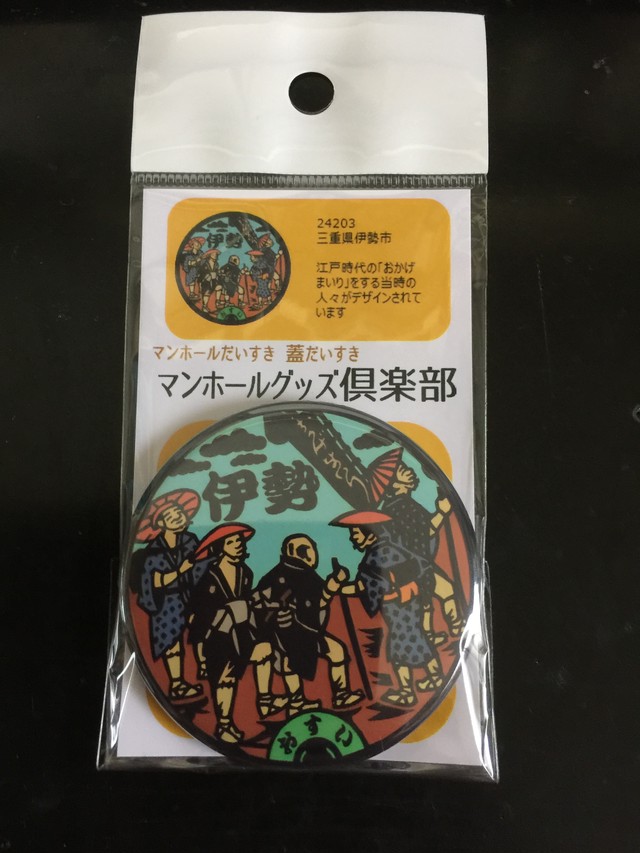 24203
三重県伊勢市
江戸時代の「おかげ
まいり」をする当時の
人々がデザインされて
います
マンホールだいすき 蓋だいすき
マンホールグッズ倶楽部
伊勢
おすい